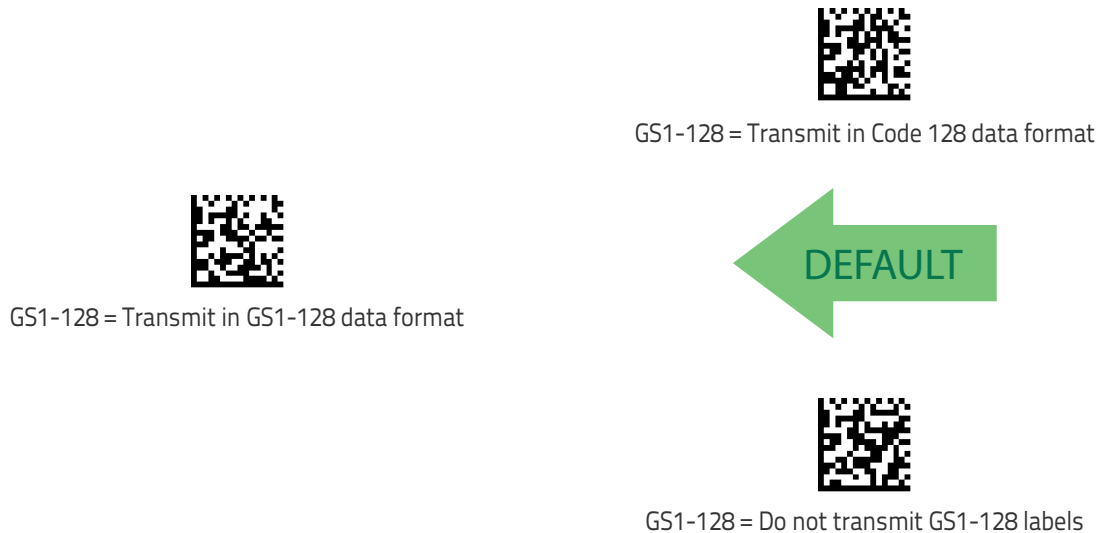 GS1-128 = Transmit in Code 128 data format
DEFAULT
GS1-128 = Transmit in GS1-128 data format
GS1-128 = Do not transmit GS1-128 labels